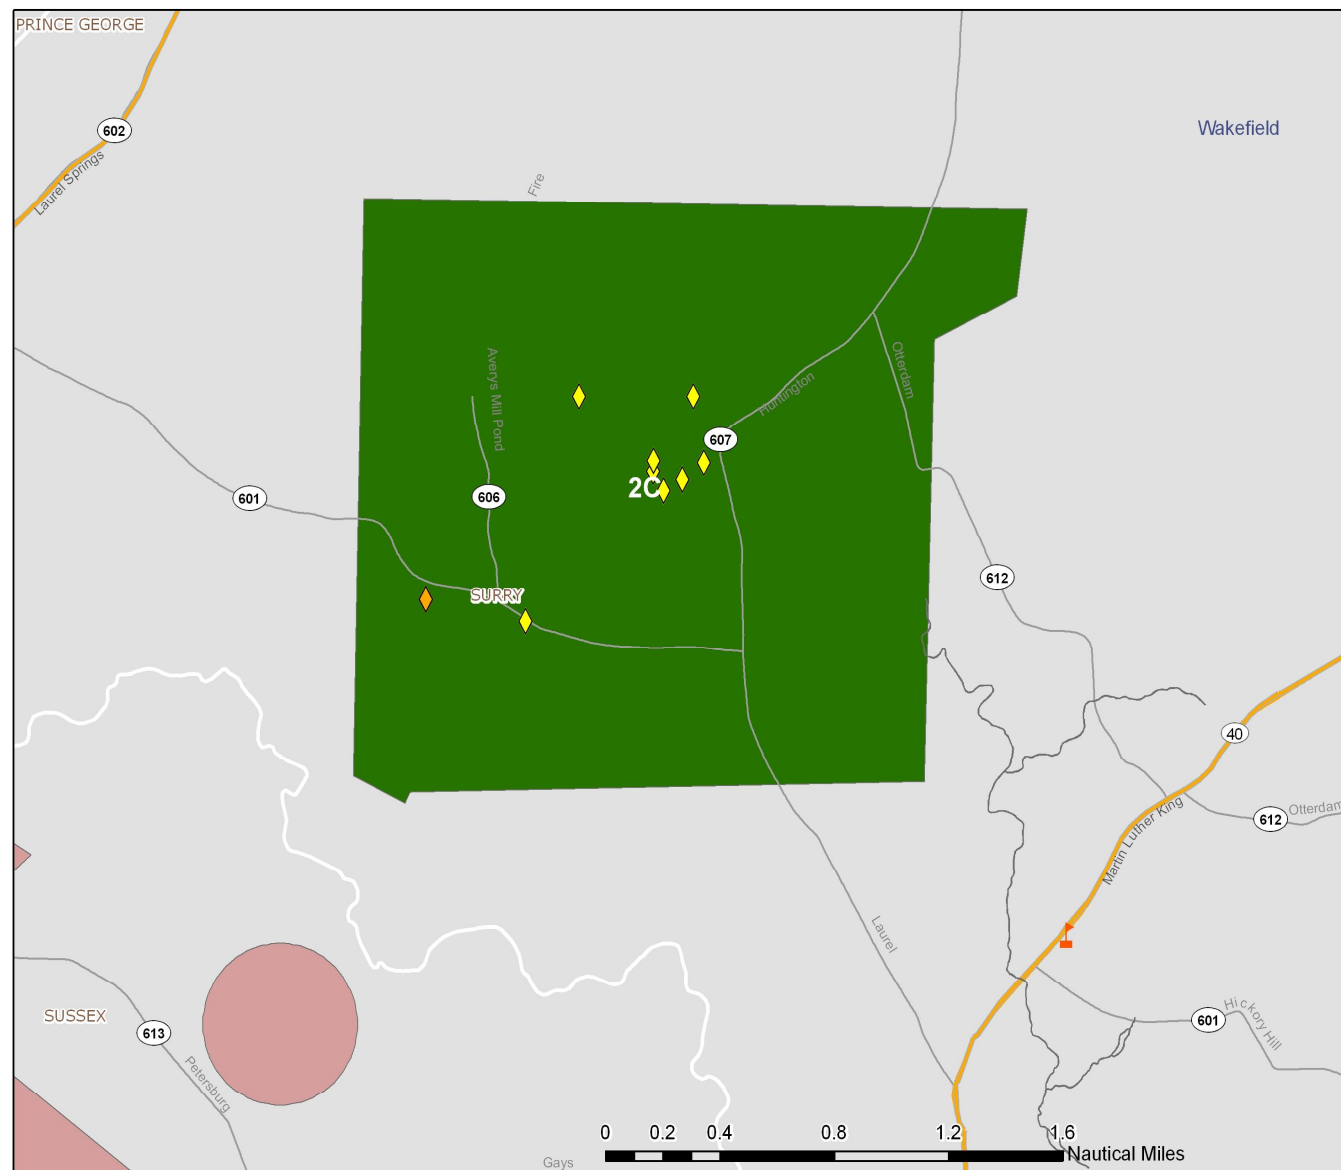 PRINCE GEORGE
602
Wakefield
Laurel Springs
Fire
Averys Mill Pond
Otterdam
Huntington
607
2C
601
606
612
SURRY
40
Martin Luther King
612
Otterdam
Laurel
SUSSEX
613
601
Hickory Hill
Petersburg
0 0.2 0.4 0.8 1.2 1.6
Nautical Miles
Gays